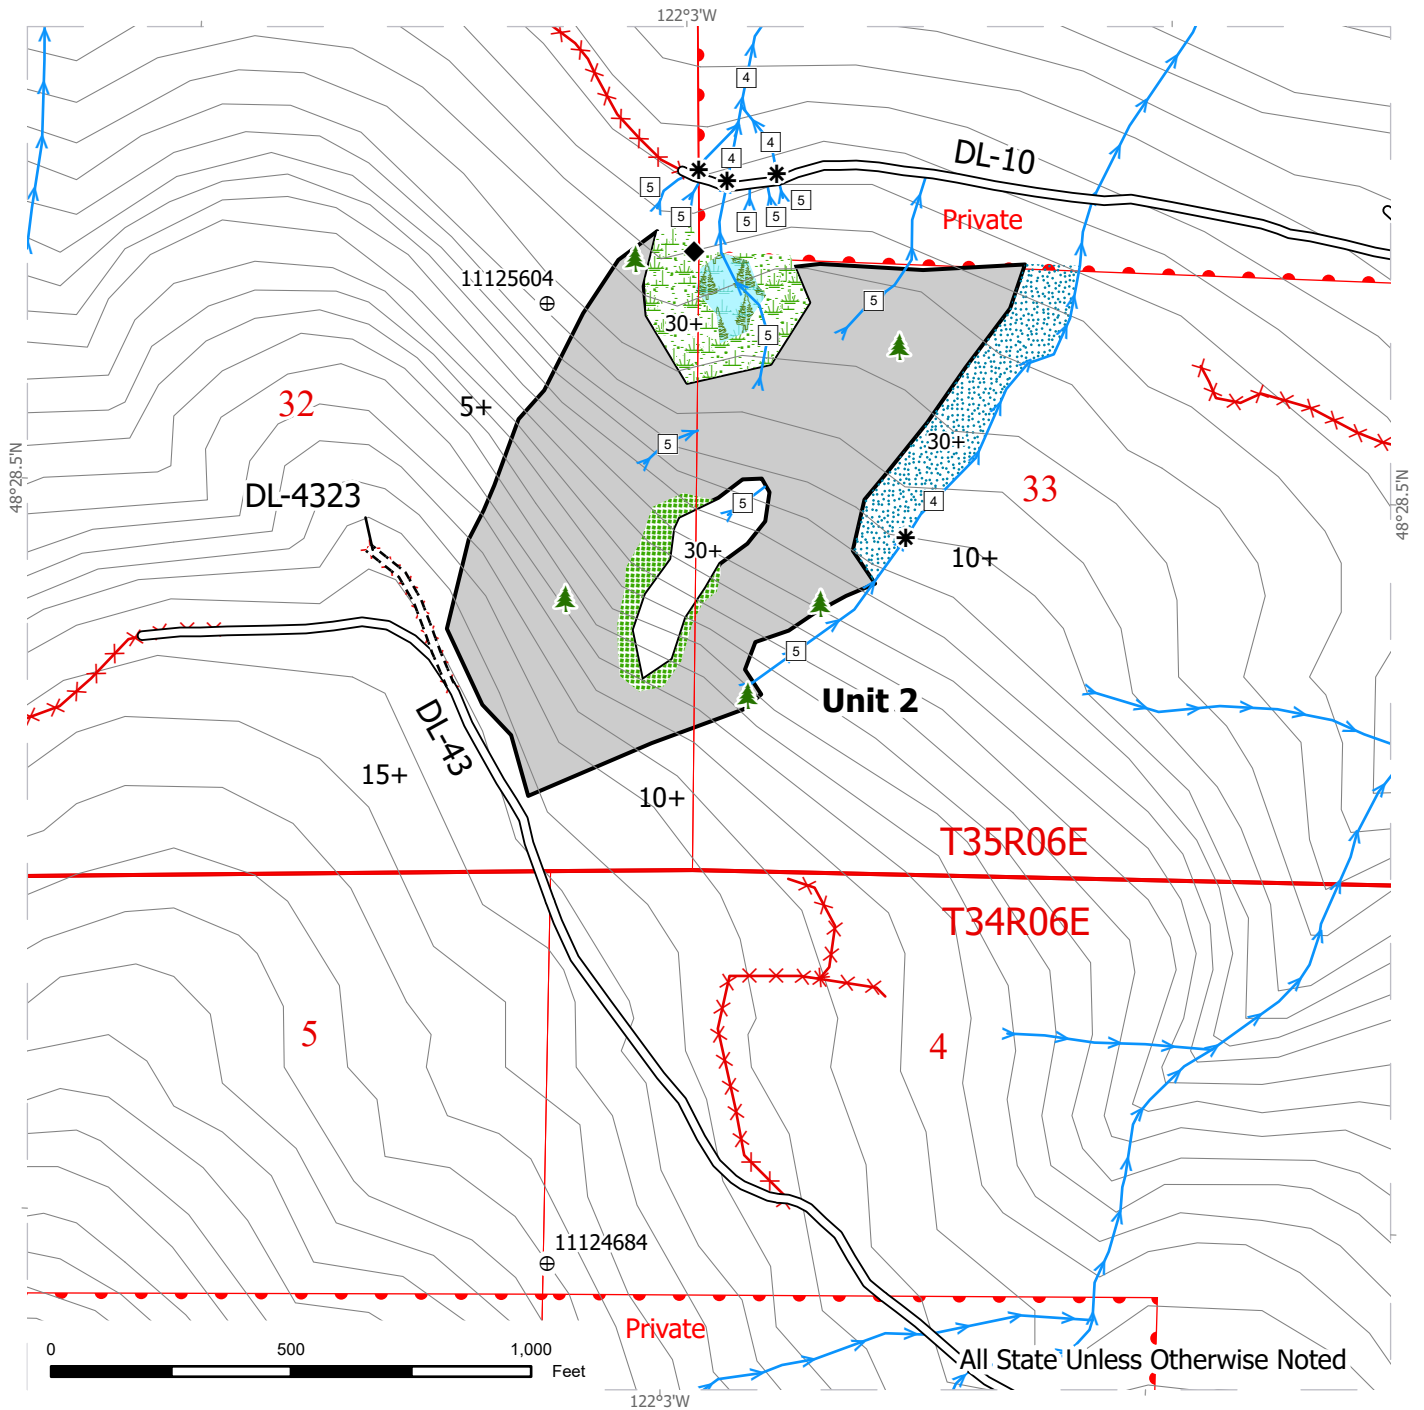 122°3'W
4
4
4
DL-10
5
5
5
5
5
Private
11125604
5
30+
5
32
5+
5
30+
48°28.5'N
48°28.5'N
DL-4323
33
5
4
30+
10+
5
Unit 2
DL-43
15+
10+
T35R06E
T34R06E
5
4
11124684
Private
0 500 1,000
Feet
All State Unless Otherwise Noted
122°3'W